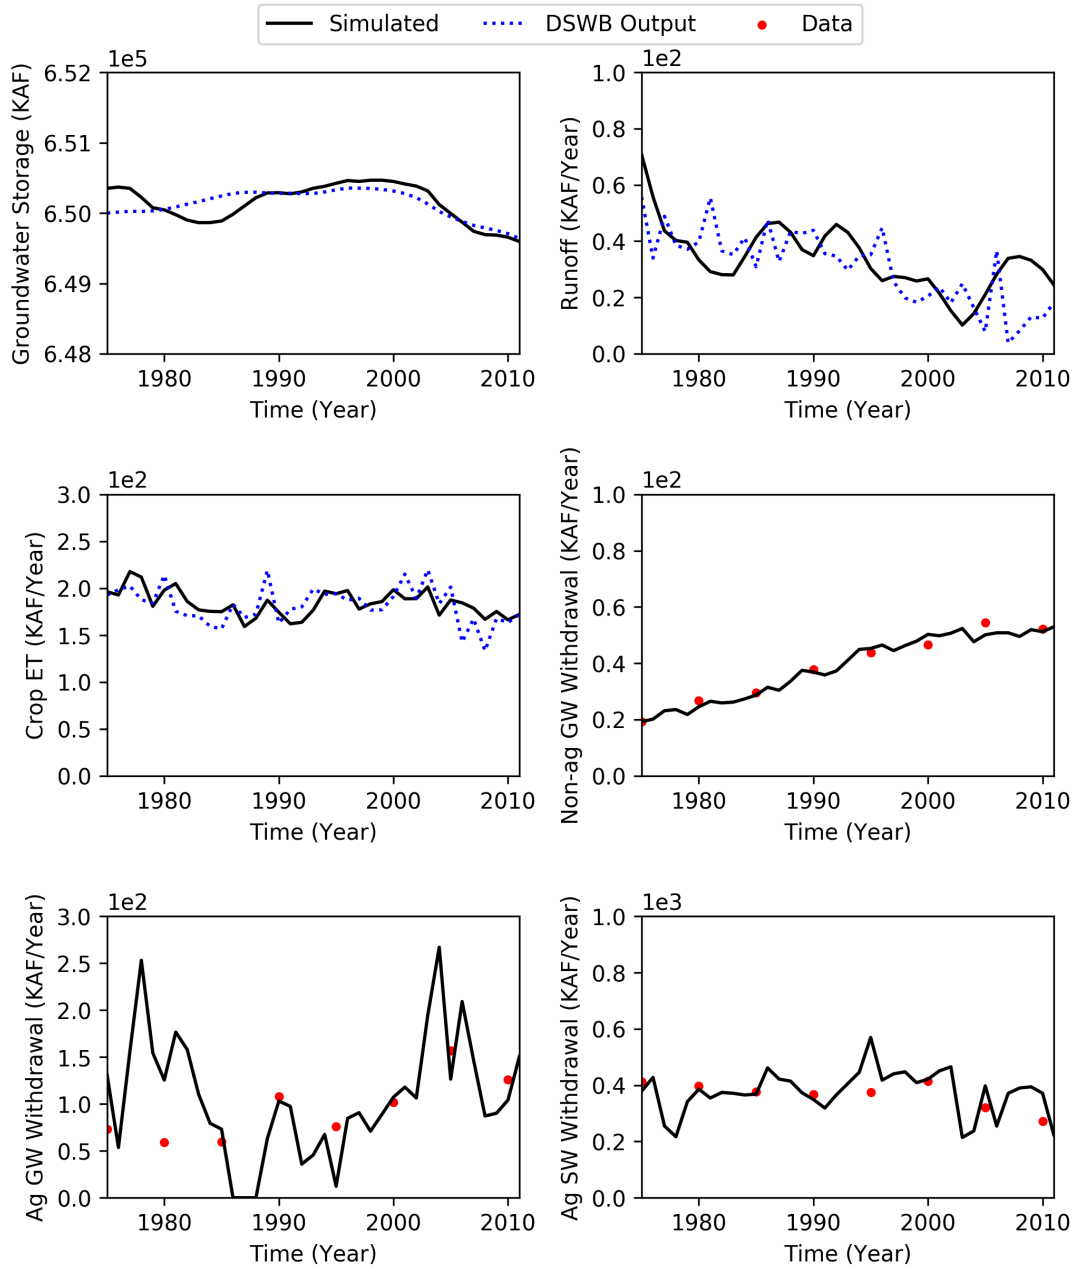 Simulated DSWB Output Data
1e5
6.52
6.51
6.50
6.49
6.48
Groundwater Storage (KAF)
1980 1990 2000 2010
Time (Year)
1e2
1.0
0.8
0.6
0.4
0.2
0.0
Runoff (KAF/Year)
1980 1990 2000 2010
Time (Year)
1e2
3.0
2.5
2.0
1.5
1.0
0.5
0.0
Crop ET (KAF/Year)
1980 1990 2000 2010
Time (Year)
1e2
1.0
0.8
0.6
0.4
0.2
0.0
Non-ag GW Withdrawal (KAF/Year)
1980 1990 2000 2010
Time (Year)
1e2
3.0
2.5
2.0
1.5
1.0
0.5
0.0
Ag GW Withdrawal (KAF/Year)
1980 1990 2000 2010
Time (Year)
1e3
1.0
0.8
0.6
0.4
0.2
0.0
Ag SW Withdrawal (KAF/Year)
1980 1990 2000 2010
Time (Year)